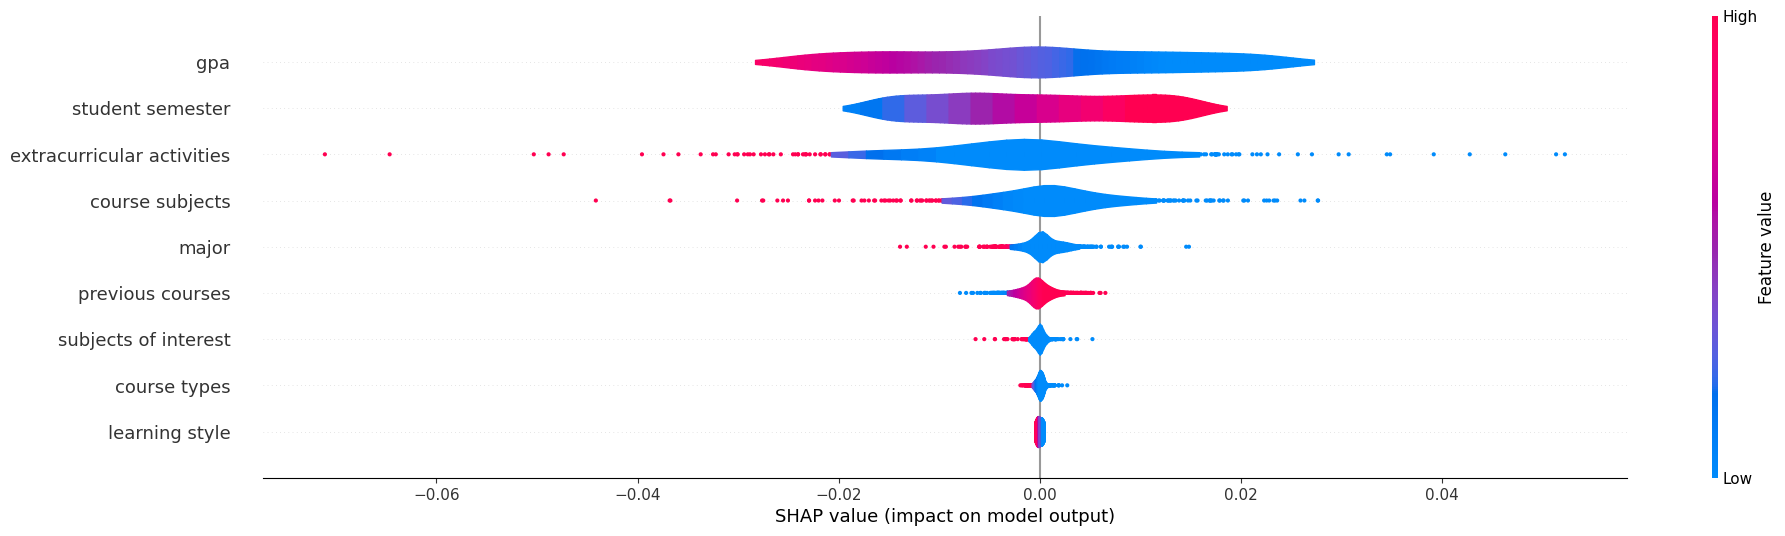 High
gpa
student semester
extracurricular activities
course subjects
major
previous courses
subjects of interest
course types
learning style
Feature value
Low
−0.06 −0.04 −0.02 0.00 0.02 0.04
SHAP value (impact on model output)